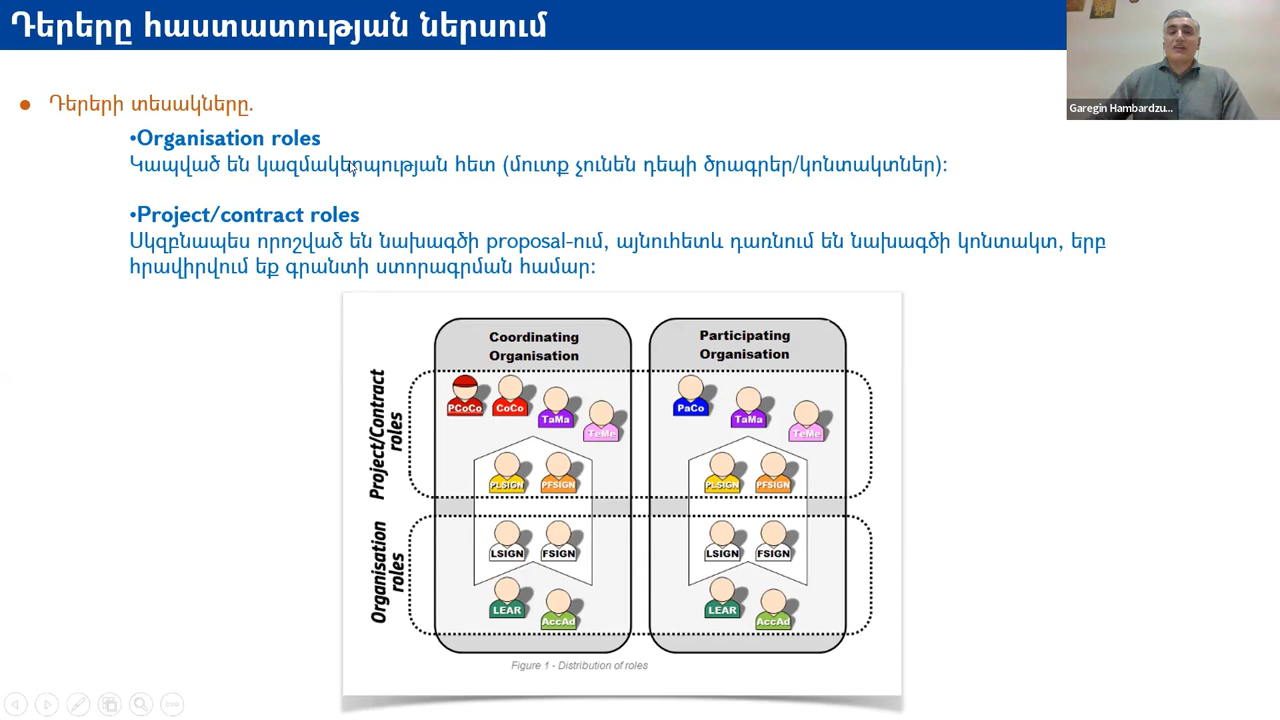 Դերերը հաստատության ներսում
Garegin Hambardzu...
● Դերերի տեսակները.
•Organisation roles
Կապված են կազմակերպության հետ (մուտք չունեն դեպի ծրագրեր/կոնտակտներ):
•Project/contract roles
Սկզբնապես որոշված են նախագծի proposal-ում, այնուհետև դառնում են նախագծի կոնտակտ, երբ
հրավիրվում եք գրանտի ստորագրման համար:
Coordinating
Organisation
Participating
Organisation
Project/Contract
roles
PCoCo CoCo TaMa TeMe
PaCo TaMa TeMe
PLSIGN PFSIGN
PLSIGN PFSIGN
Organisation
roles
LSIGN FSIGN
LSIGN FSIGN
LEAR AccAd
LEAR AccAd
Figure 1 - Distribution of roles